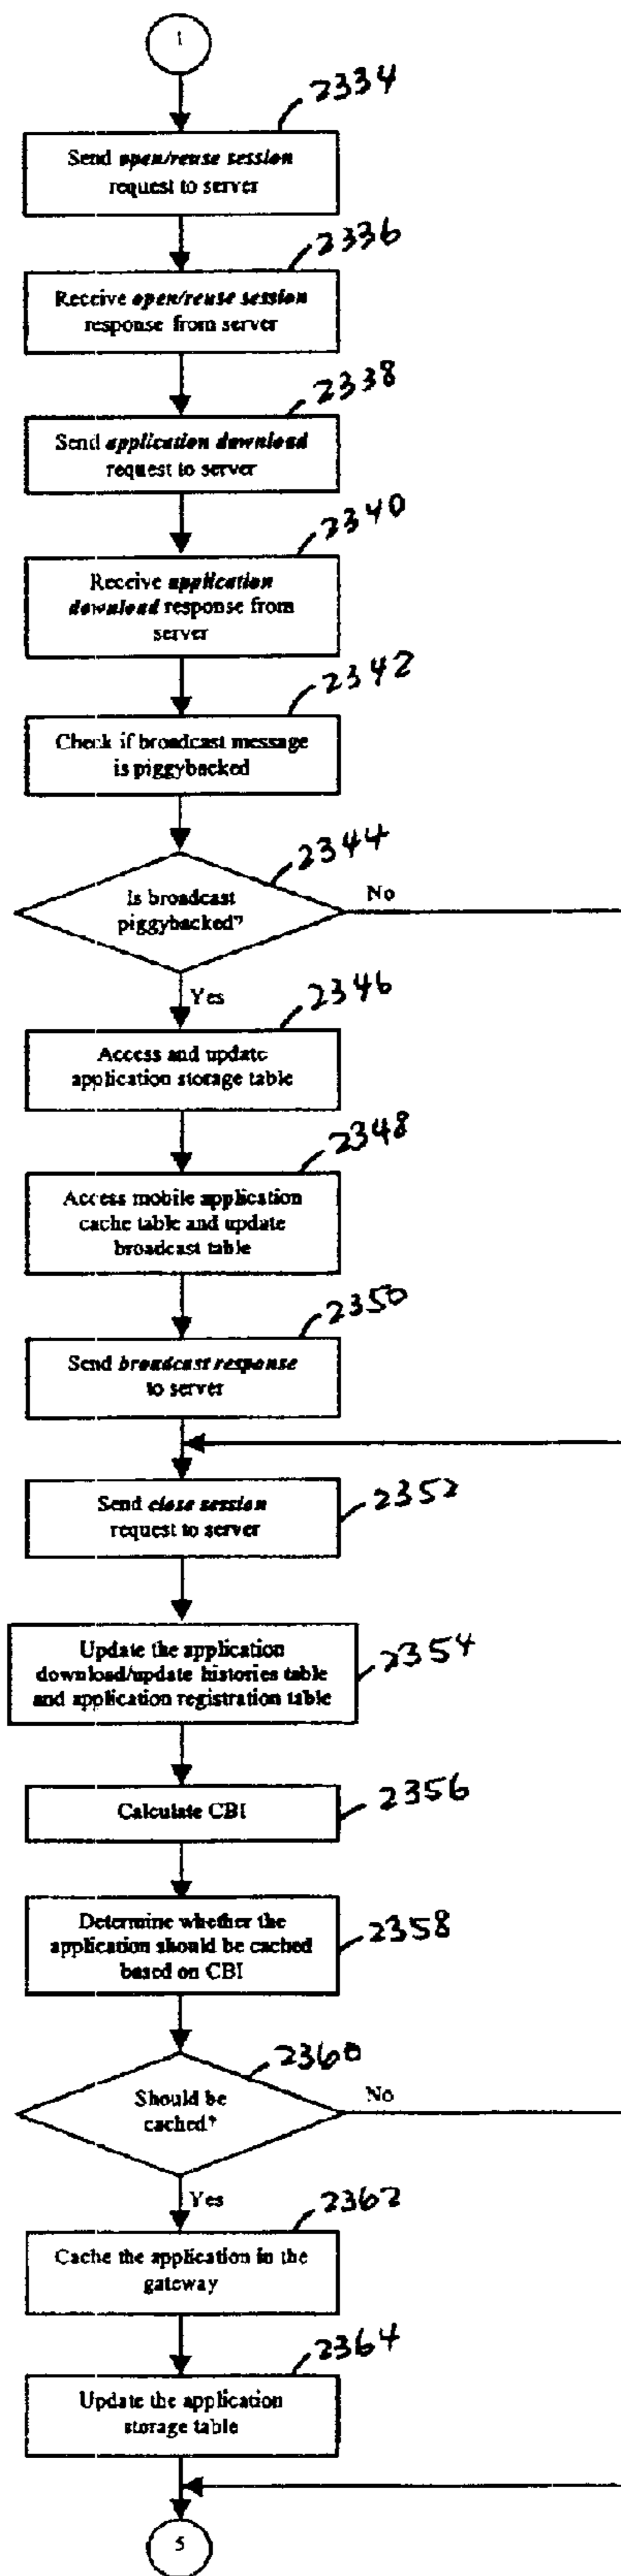 1
2334
Send open/reuse session
request to server
2336
Receive open/reuse session
response from server
2338
Send application download
request to server
2340
Receive application
download response from
server
2342
Check if broadcast message
is piggybacked
2344
Is broadcast
piggybacked?
No
Yes
2346
Access and update
application storage table
2348
Access mobile application
cache table and update
broadcast table
2350
Send broadcast response
to server
2352
Send close session
request to server
2354
Update the application
download/update histories table
and application registration table
2356
Calculate CBI
2358
Determine whether the
application should be cached
based on CBI
2360
Should be
cached?
No
Yes
2362
Cache the application in the
gateway
2364
Update the application
storage table
5